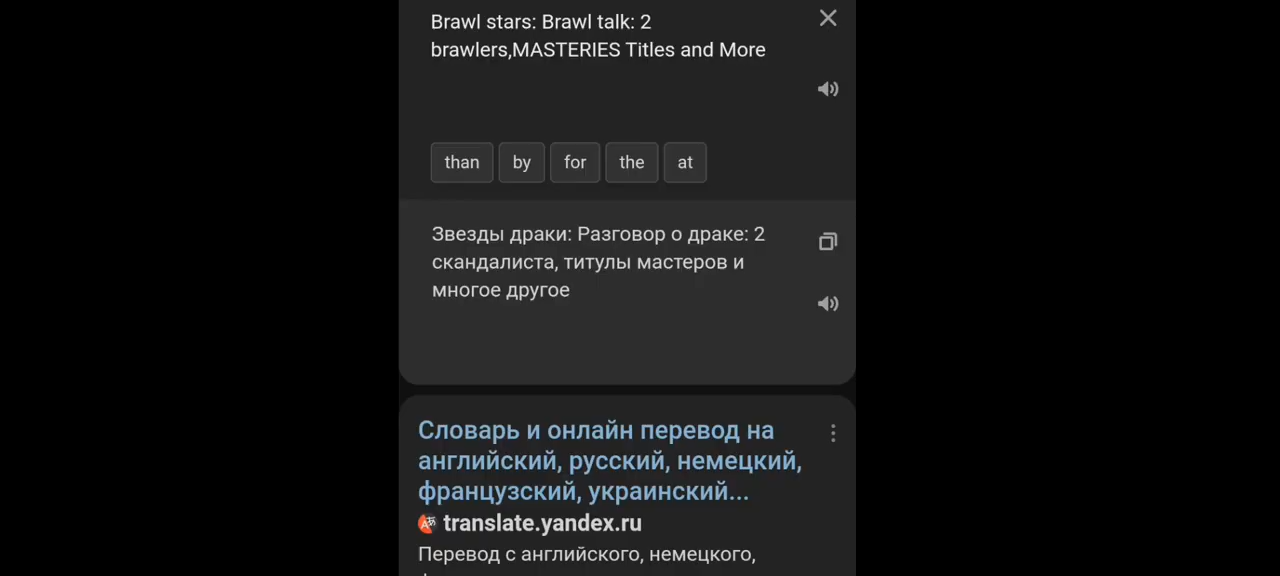 Brawl stars: Brawl talk: 2
brawlers,MASTERIES Titles and More
than by for the at
Звезды драки: Разговор о драке: 2
скандалиста, титулы мастеров и
многое другое
Словарь и онлайн перевод на
английский, русский, немецкий,
французский, украинский...
translate.yandex.ru
Перевод с английского, немецкого,